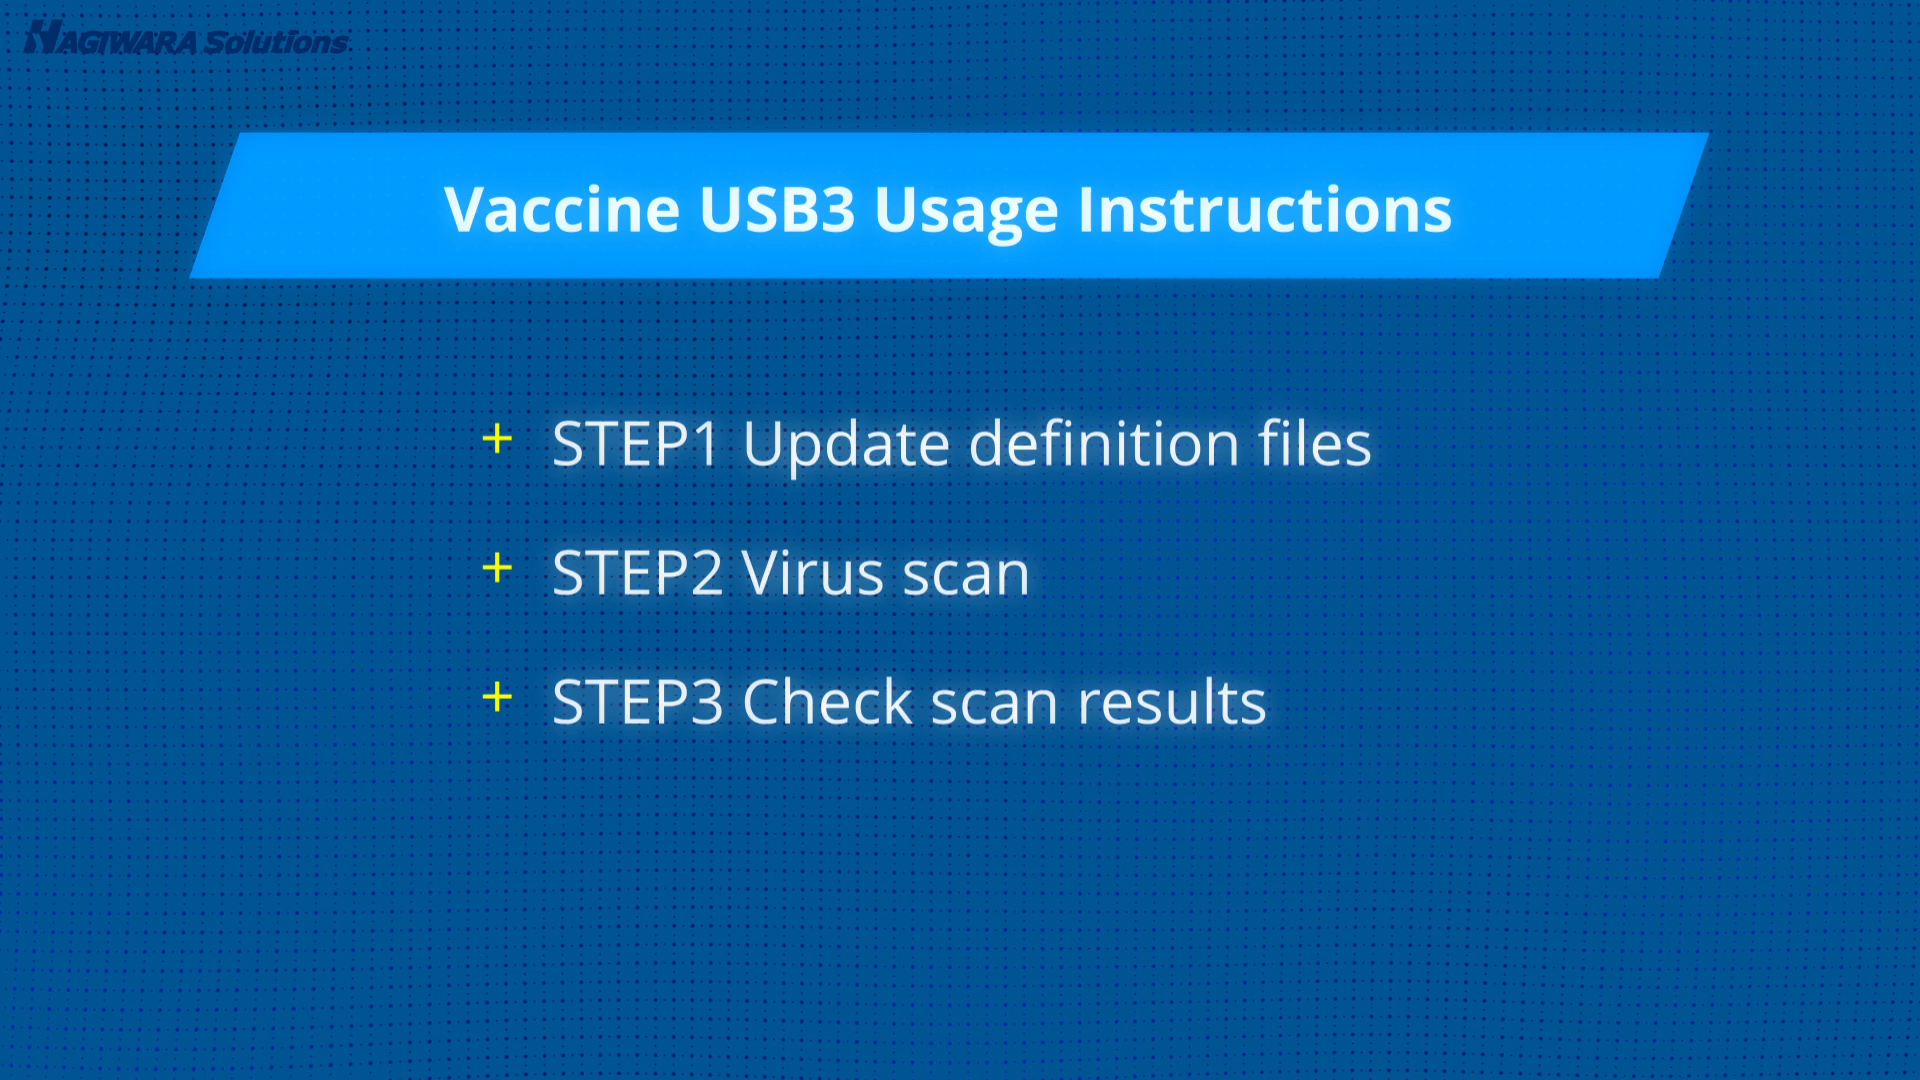 HAGIWARA Solutions
Vaccine USB3 Usage Instructions
+ STEP1 Update definition files
+ STEP2 Virus scan
+ STEP3 Check scan results